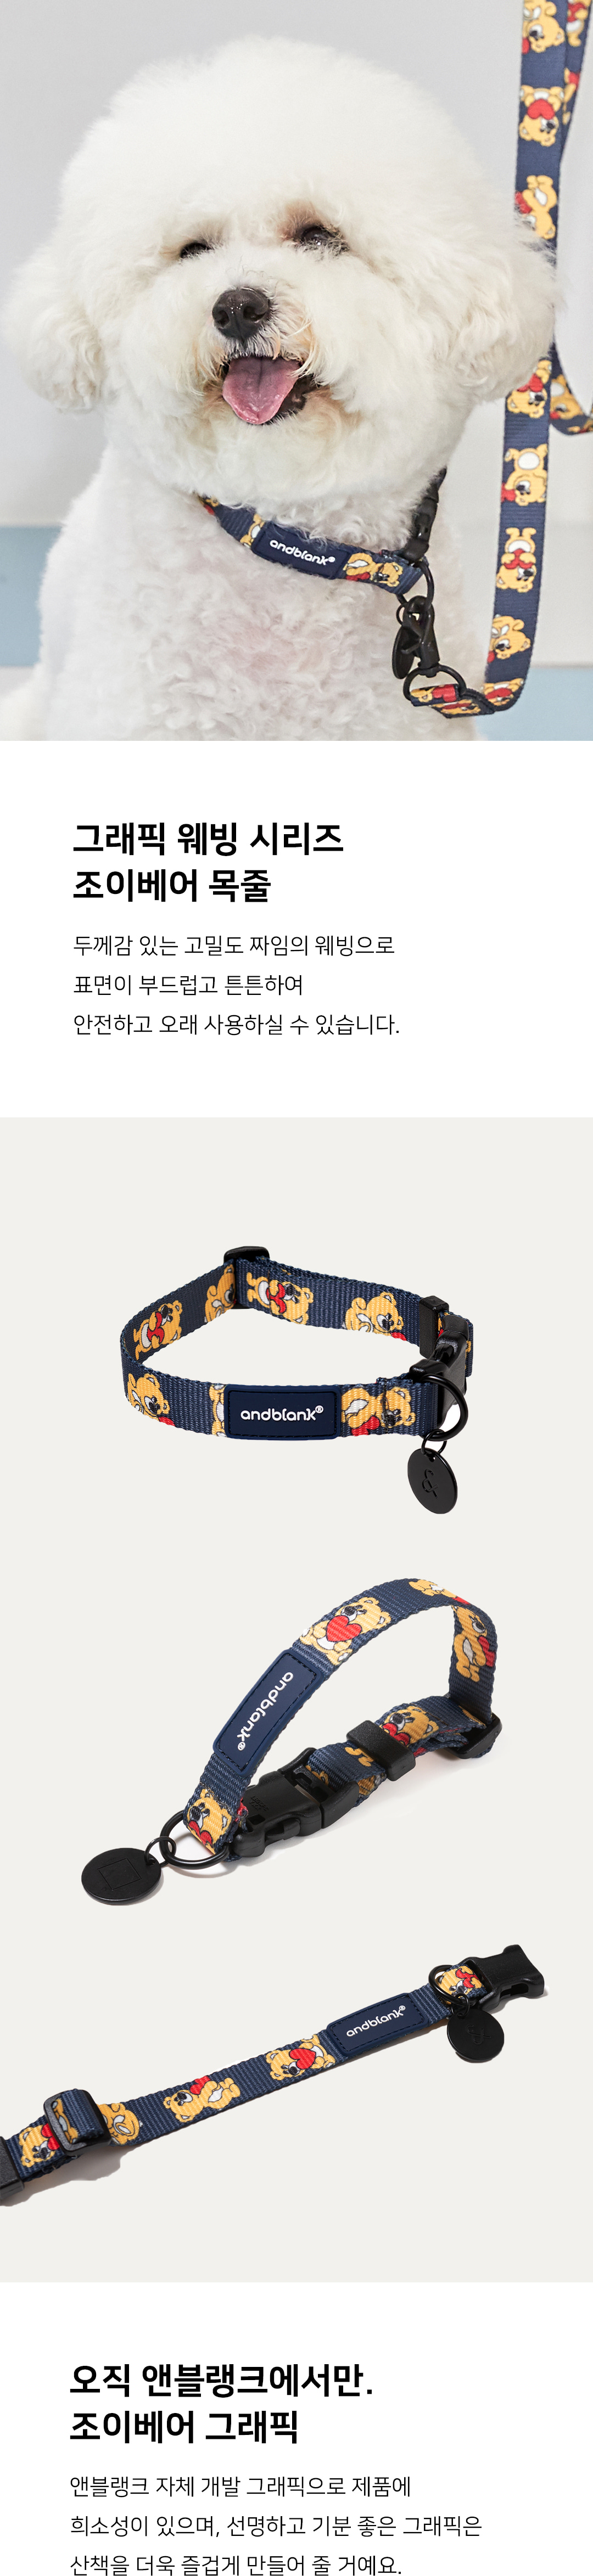 andblank®
그래픽 웨빙 시리즈
조이베어 목줄
두께감 있는 고밀도 짜임의 웨빙으로
표면이 부드럽고 튼튼하여
안전하고 오래 사용하실 수 있습니다.
andblank®
andblank®
andblank®
오직 앤블랭크에서만.
조이베어 그래픽
앤블랭크 자체 개발 그래픽으로 제품에
희소성이 있으며, 선명하고 기분 좋은 그래픽은
산책을 더욱 즐겁게 만들어 줄 거예요.